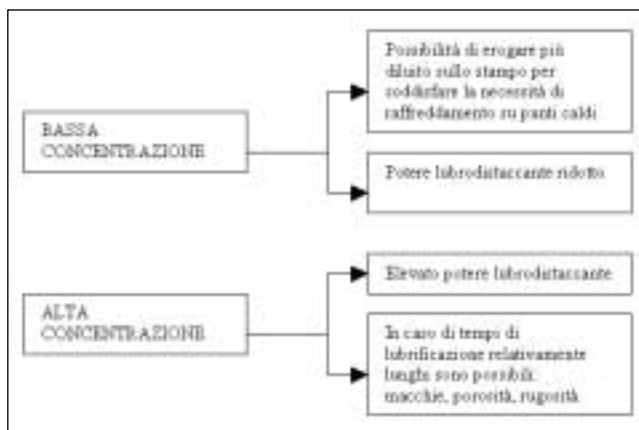 Possibilità di erogare più
diluito sullo stampo per
soddisfare la necessità di
raffreddamento su punti caldi
BASSA
CONCENTRAZIONE
Potere lubrodistaccante ridotto
Elevato potere lubrodistaccante
ALTA
CONCENTRAZIONE
In caso di tempo di
lubrificazione relativamente
lunghi sono possibili
macchie, porosità, rugosità